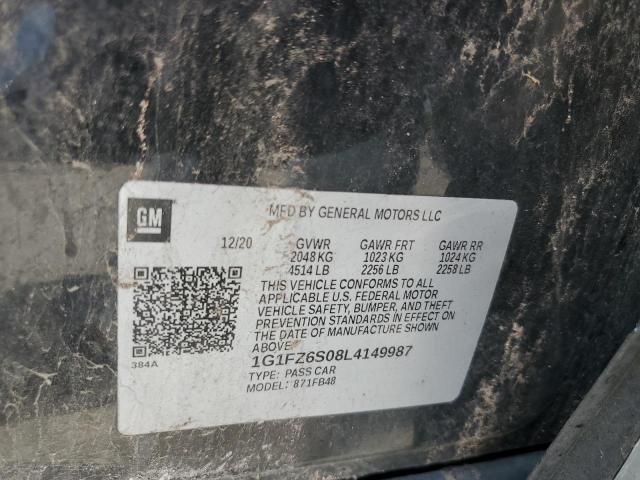 GM
MFD BY GENERAL MOTORS LLC
12/20 GVWR GAWR FRT GAWR RR
2048 KG 1023 KG 1024 KG
4514 LB 2256 LB 2258 LB
THIS VEHICLE CONFORMS TO ALL
APPLICABLE U.S. FEDERAL MOTOR
VEHICLE SAFETY, BUMPER, AND THEFT
PREVENTION STANDARDS IN EFFECT ON
THE DATE OF MANUFACTURE SHOWN
ABOVE.
384A
1G1FZ6S08L4149987
TYPE: PASS CAR
MODEL: 871FB48